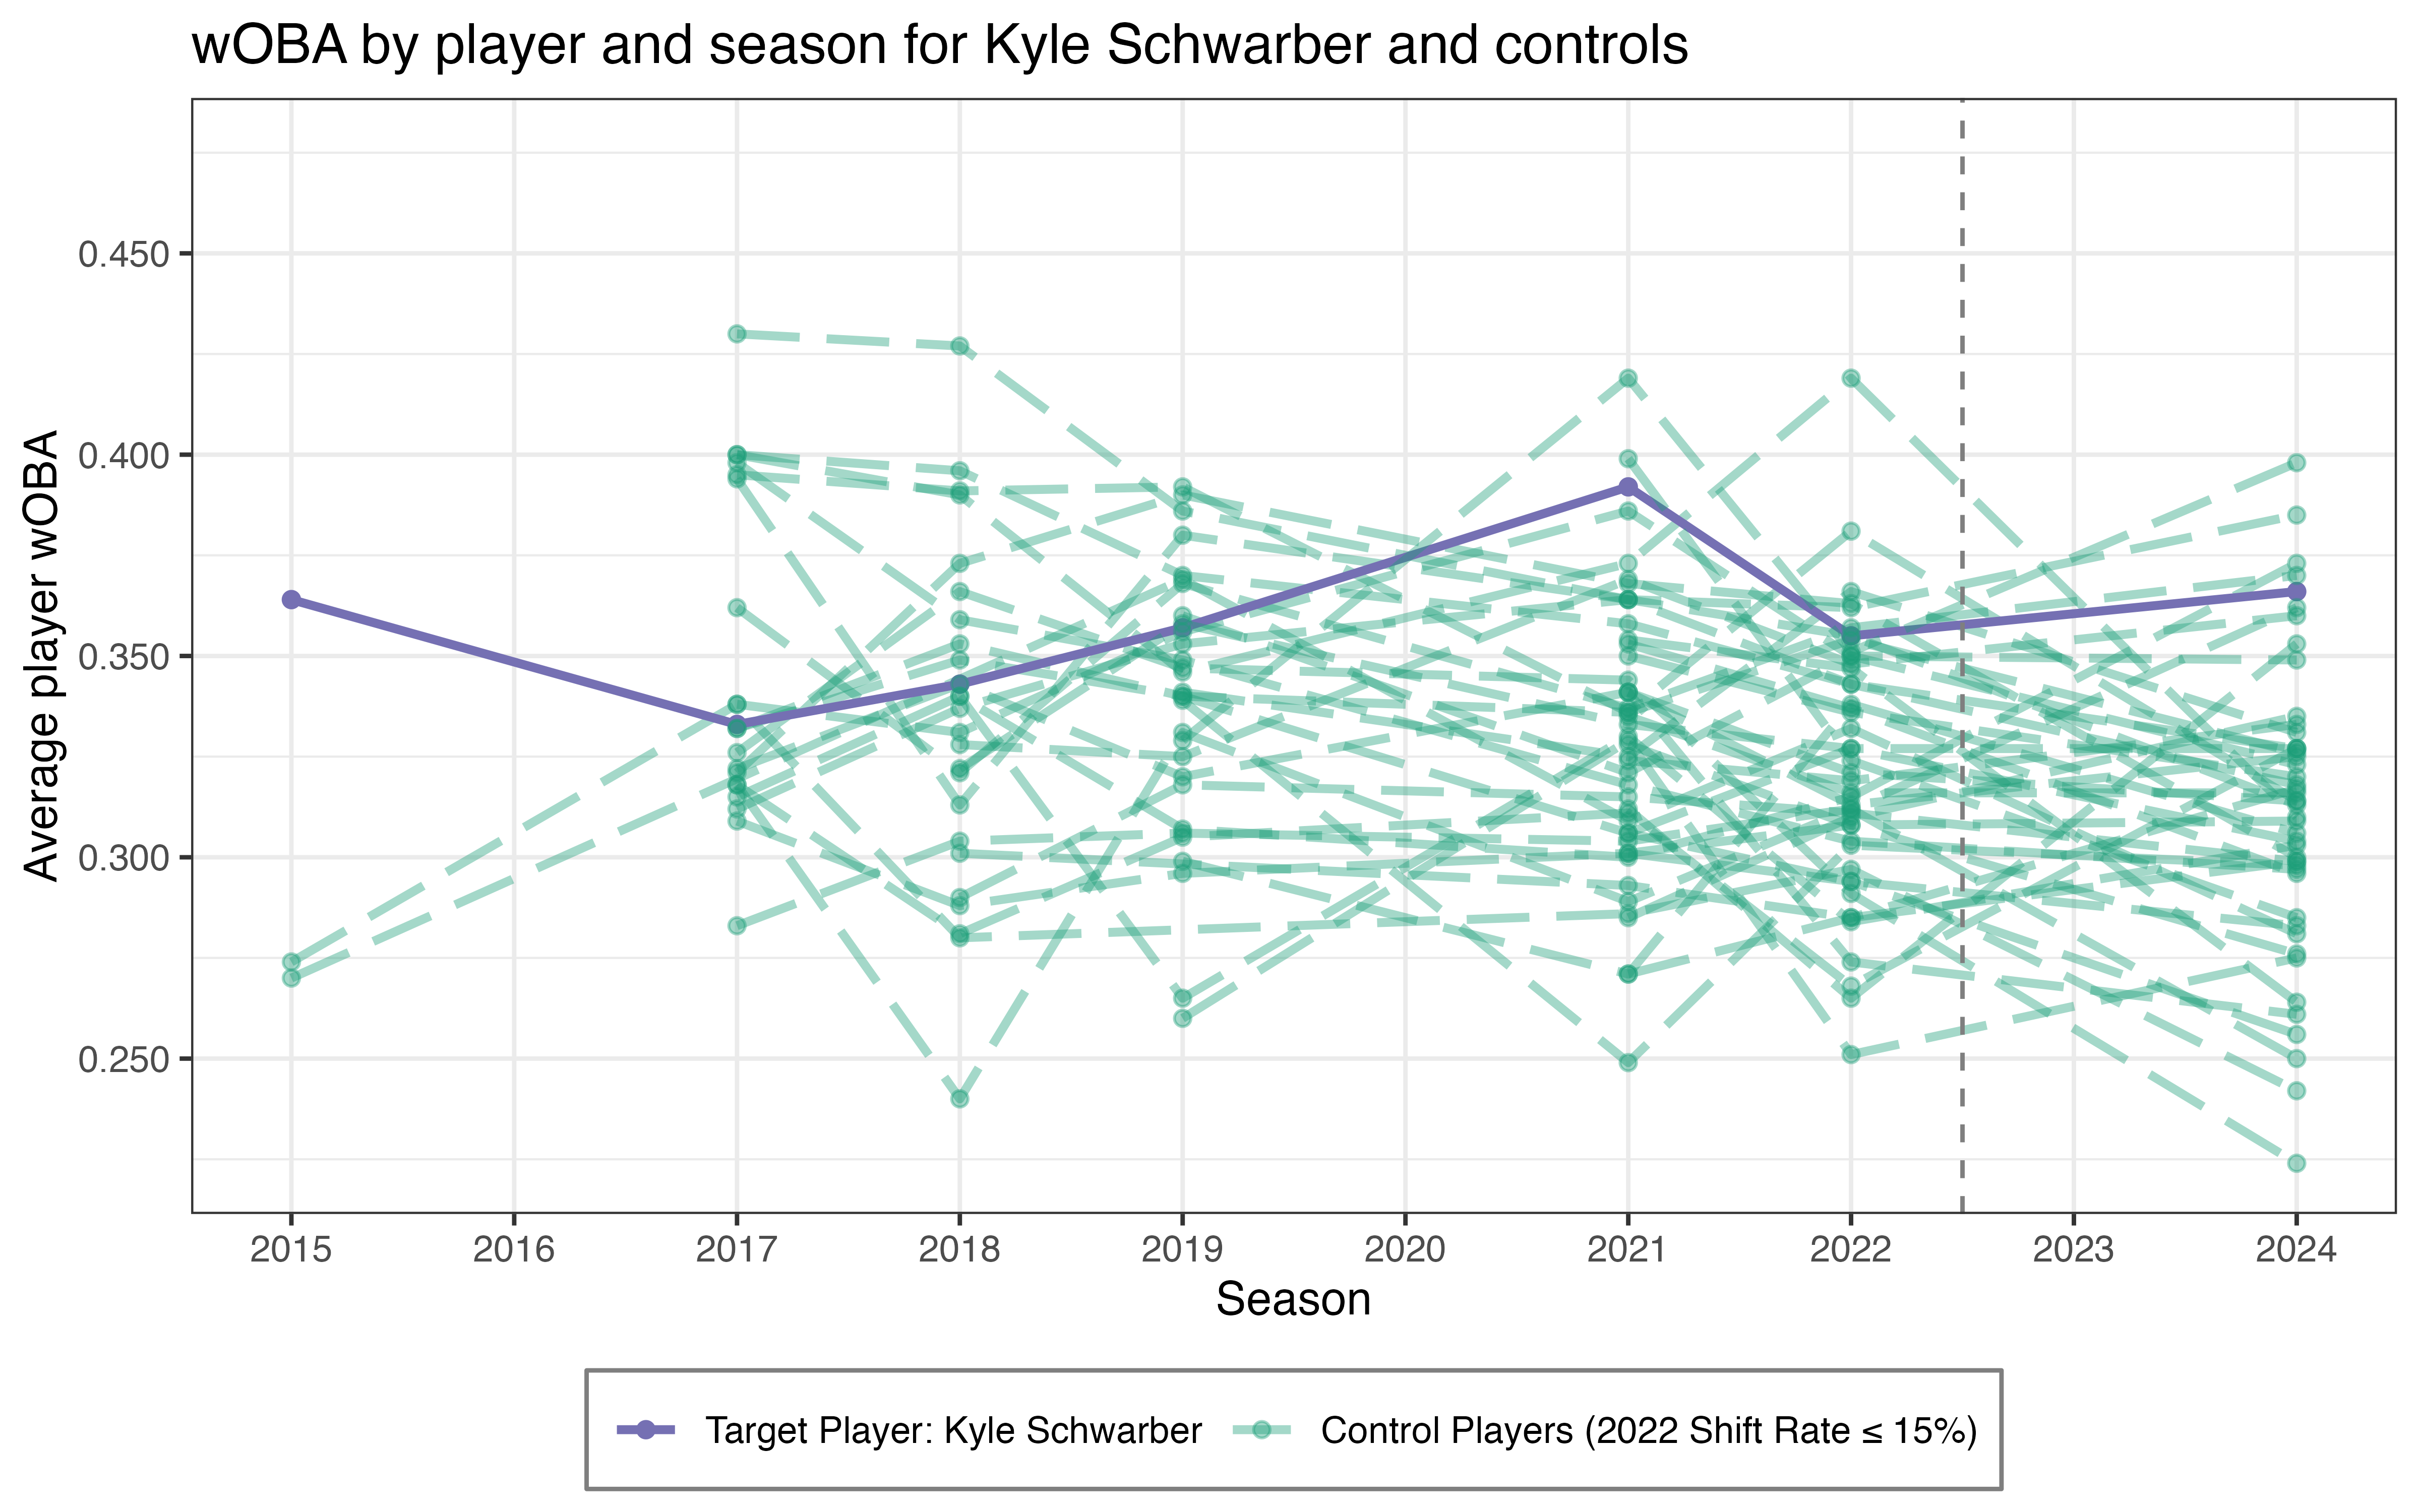 wOBA by player and season for Kyle Schwarber and controls
Average player wOBA
0.450
0.400
0.350
0.300
0.250
2015 2016 2017 2018 2019 2020 2021 2022 2023 2024
Season
Target Player: Kyle Schwarber Control Players (2022 Shift Rate ≤ 15%)